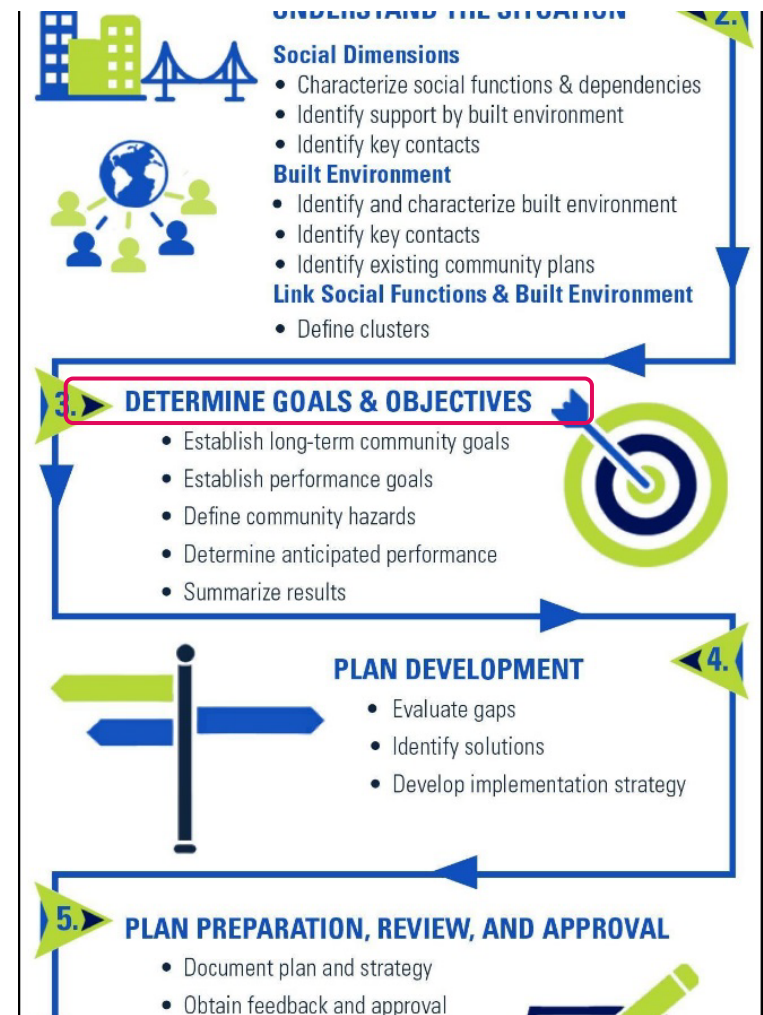 UNDERSTAND THE SITUATION
2.
Social Dimensions
• Characterize social functions & dependencies
• Identify support by built environment
• Identify key contacts
Built Environment
• Identify and characterize built environment
• Identify key contacts
• Identify existing community plans
Link Social Functions & Built Environment
• Define clusters
3.
DETERMINE GOALS & OBJECTIVES
• Establish long-term community goals
• Establish performance goals
• Define community hazards
• Determine anticipated performance
• Summarize results
4.
PLAN DEVELOPMENT
• Evaluate gaps
• Identify solutions
• Develop implementation strategy
5.
PLAN PREPARATION, REVIEW, AND APPROVAL
• Document plan and strategy
• Obtain feedback and approval